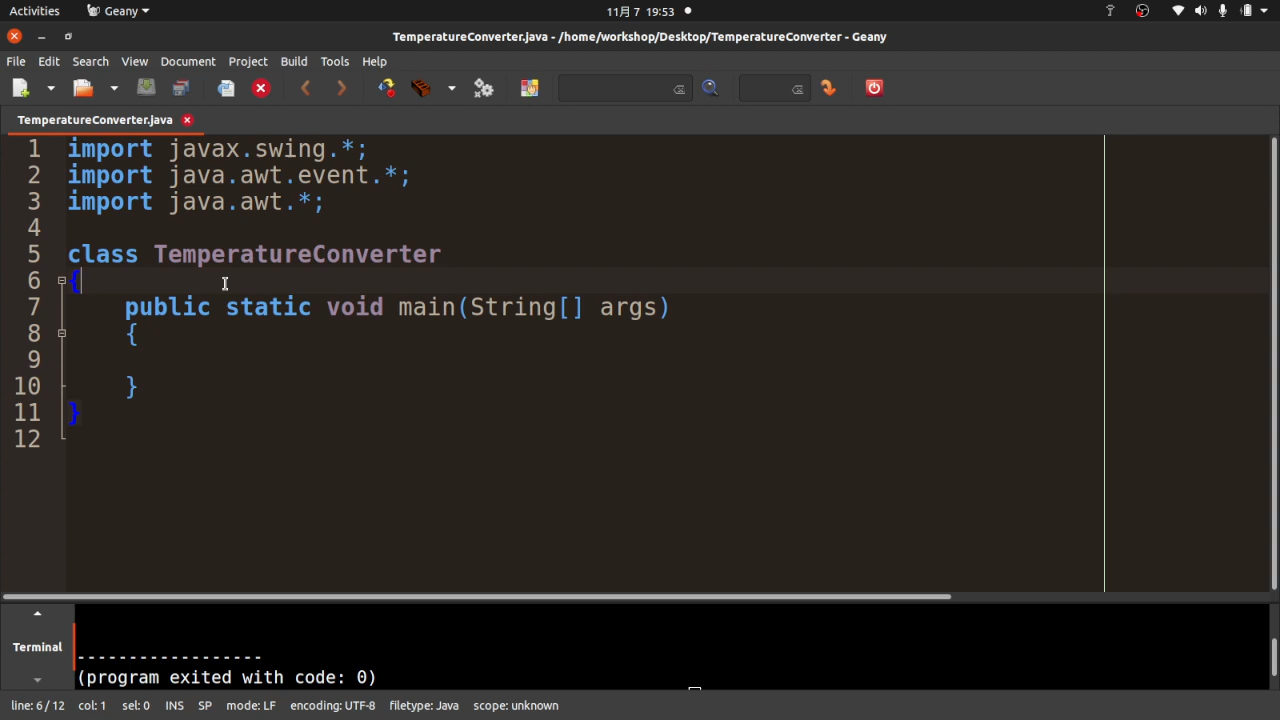 Activities Geany 11月 7 19:53
TemperatureConverter.java - /home/workshop/Desktop/TemperatureConverter - Geany
File Edit Search View Document Project Build Tools Help
TemperatureConverter.java
1 import javax.swing.*;
2 import java.awt.event.*;
3 import java.awt.*;
4
5 class TemperatureConverter
6 {
7 public static void main(String[] args)
8 {
9
10 }
11 }
12
------------------
Terminal
(program exited with code: 0)
line: 6 / 12 col: 1 sel: 0 INS SP mode: LF encoding: UTF-8 filetype: Java scope: unknown